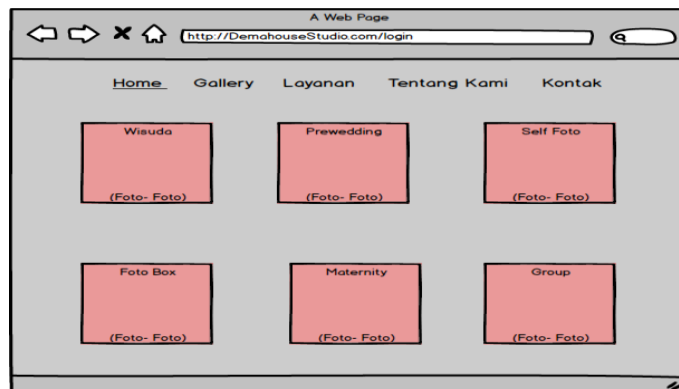 A Web Page
http://DemahouseStudio.com/login
Home Gallery Layanan Tentang Kami Kontak
Wisuda Prewedding Self Foto
(Foto- Foto) (Foto- Foto) (Foto- Foto)
Foto Box Maternity Group
(Foto- Foto) (Foto- Foto) (Foto- Foto)